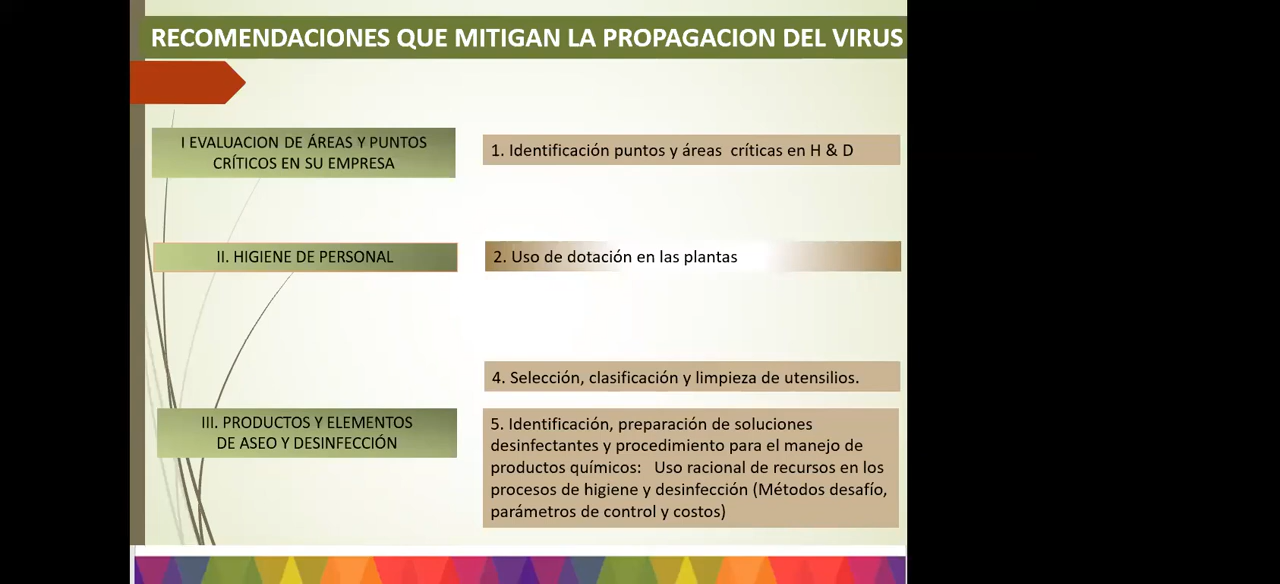 RECOMENDACIONES QUE MITIGAN LA PROPAGACION DEL VIRUS
I EVALUACION DE ÁREAS Y PUNTOS
CRÍTICOS EN SU EMPRESA
1. Identificación puntos y áreas críticas en H & D
II. HIGIENE DE PERSONAL
2. Uso de dotación en las plantas
4. Selección, clasificación y limpieza de utensilios.
III. PRODUCTOS Y ELEMENTOS
DE ASEO Y DESINFECCIÓN
5. Identificación, preparación de soluciones
desinfectantes y procedimiento para el manejo de
productos químicos: Uso racional de recursos en los
procesos de higiene y desinfección (Métodos desafío,
parámetros de control y costos)